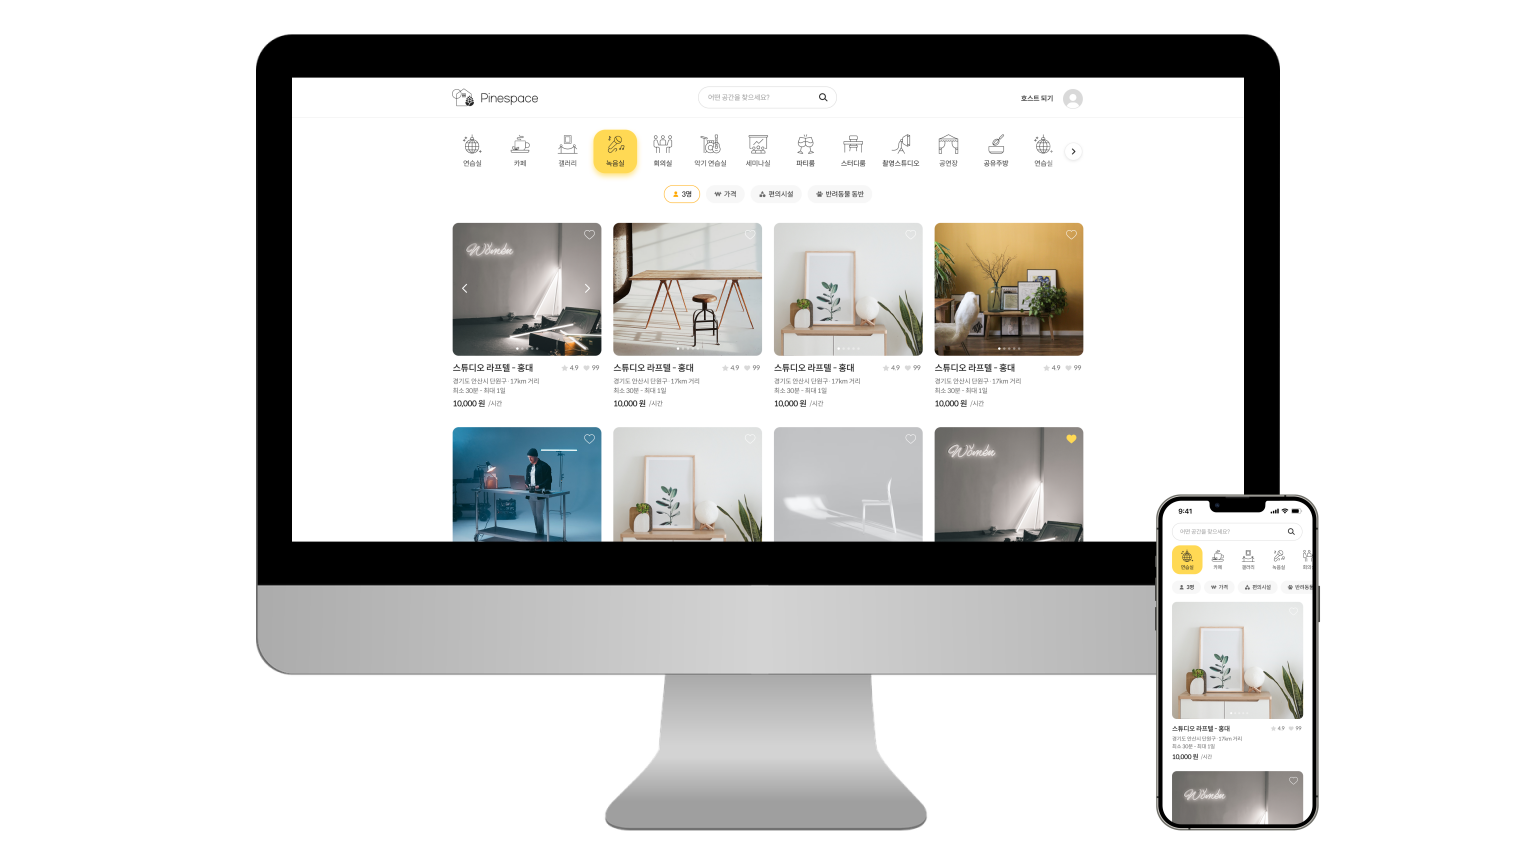 Pinespace
어떤 공간을 찾으세요?
호스트 되기
연습실 카페 갤러리 녹음실 회의실 악기 연습실 세미나실 파티룸 스터디룸 촬영스튜디오 공연장 공유주방 연습실
3명 ₩ 가격 편의시설 반려동물 동반
Women
스튜디오 라프텔 - 홍대 4.9 99
경기도 안산시 단원구 · 17km 거리
최소 30분 - 최대 1일
10,000 원 /시간
스튜디오 라프텔 - 홍대 4.9 99
경기도 안산시 단원구 · 17km 거리
최소 30분 - 최대 1일
10,000 원 /시간
스튜디오 라프텔 - 홍대 4.9 99
경기도 안산시 단원구 · 17km 거리
최소 30분 - 최대 1일
10,000 원 /시간
스튜디오 라프텔 - 홍대 4.9 99
경기도 안산시 단원구 · 17km 거리
최소 30분 - 최대 1일
10,000 원 /시간
Women
9:41
어떤 공간을 찾으세요?
연습실 카페 갤러리 녹음실 회의
3명 ₩ 가격 편의시설 반려동물
스튜디오 라프텔 - 홍대 4.9 99
경기도 안산시 단원구 · 17km 거리
최소 30분 - 최대 1일
10,000 원 /시간
Women